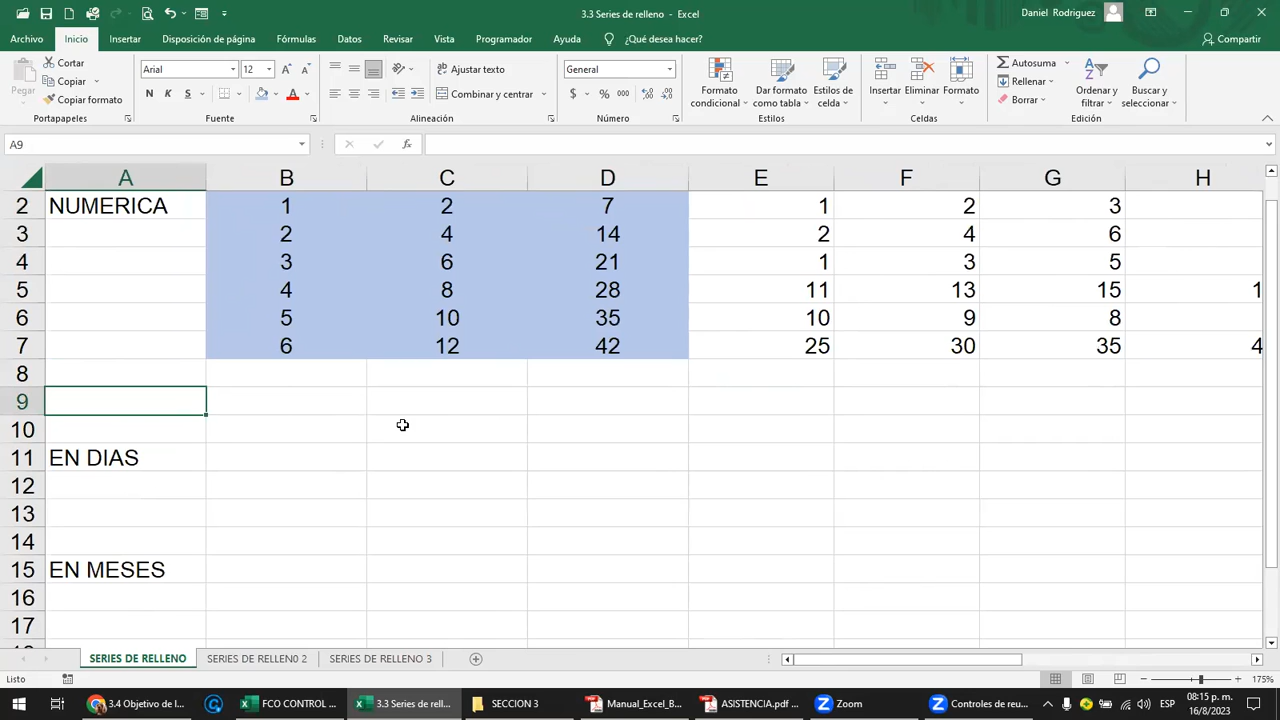 3.3 Series de relleno - Excel
Daniel Rodriguez
Archivo Inicio Insertar Disposición de página Fórmulas Datos Revisar Vista Programador Ayuda ¿Qué desea hacer? Compartir
Pegar
Cortar
Copiar
Copiar formato
Portapapeles
Arial 12
N K S
Fuente
Ajustar texto
Combinar y centrar
Alineación
General
$ % 000
Número
Formato condicional
Dar formato como tabla
Estilos de celda
Estilos
Insertar Eliminar Formato
Celdas
Autosuma
Rellenar
Borrar
Ordenar y filtrar
Buscar y seleccionar
Edición
A9 fx
A B C D E F G H
2 NUMERICA 1 2 7 1 2 3
3 2 4 14 2 4 6
4 3 6 21 1 3 5
5 4 8 28 11 13 15 1
6 5 10 35 10 9 8
7 6 12 42 25 30 35 4
8
9
10
11 EN DIAS
12
13
14
15 EN MESES
16
17
SERIES DE RELLENO SERIES DE RELLEN0 2 SERIES DE RELLENO 3
Listo 175%
3.4 Objetivo de l... FCO CONTROL ... 3.3 Series de rell... SECCION 3 Manual_Excel_B... ASISTENCIA.pdf ... Zoom Controles de reu... ESP 08:15 p. m.
16/8/2023